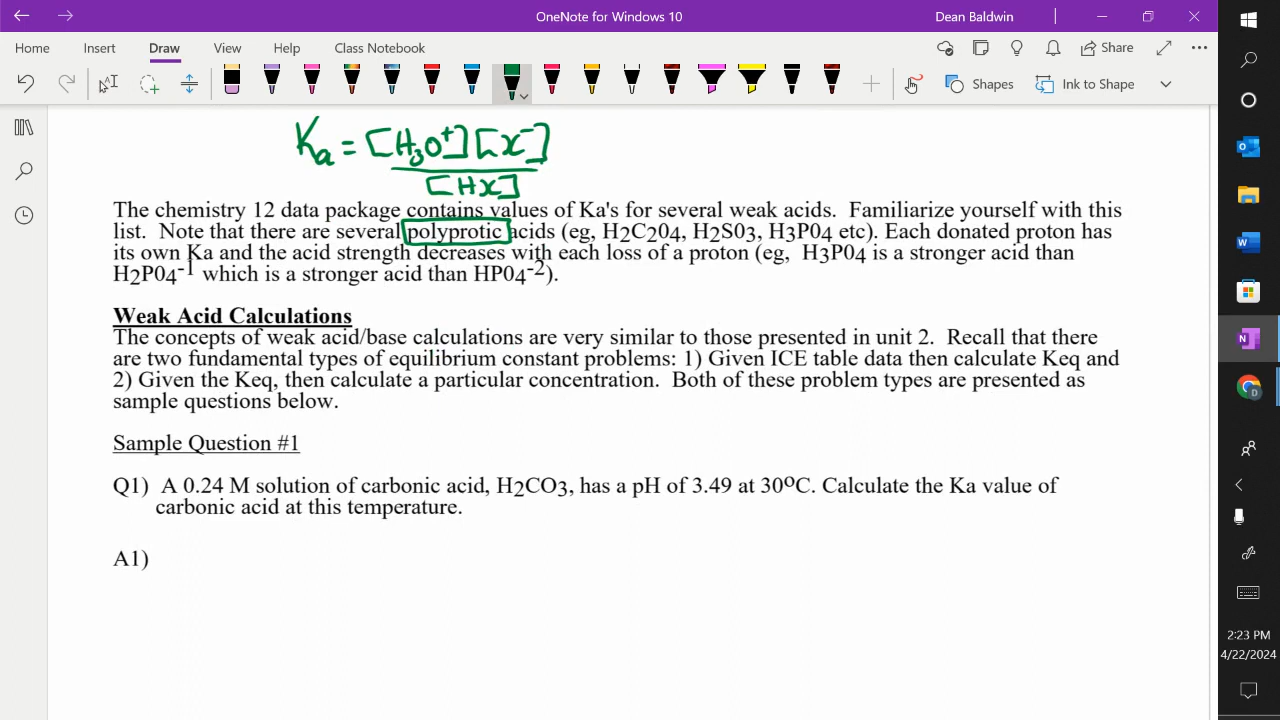 OneNote for Windows 10
Dean Baldwin
Home Insert Draw View Help Class Notebook
Share
Shapes
Ink to Shape
Ka = [H3O+][x-]
[Hx]
The chemistry 12 data package contains values of Ka's for several weak acids. Familiarize yourself with this
list. Note that there are several polyprotic acids (eg, H2C204, H2S03, H3P04 etc). Each donated proton has
its own Ka and the acid strength decreases with each loss of a proton (eg, H3P04 is a stronger acid than
H2P04-1 which is a stronger acid than HP04-2).
Weak Acid Calculations
The concepts of weak acid/base calculations are very similar to those presented in unit 2. Recall that there
are two fundamental types of equilibrium constant problems: 1) Given ICE table data then calculate Keq and
2) Given the Keq, then calculate a particular concentration. Both of these problem types are presented as
sample questions below.
Sample Question #1
Q1) A 0.24 M solution of carbonic acid, H2CO3, has a pH of 3.49 at 30oC. Calculate the Ka value of
carbonic acid at this temperature.
A1)
2:23 PM
4/22/2024